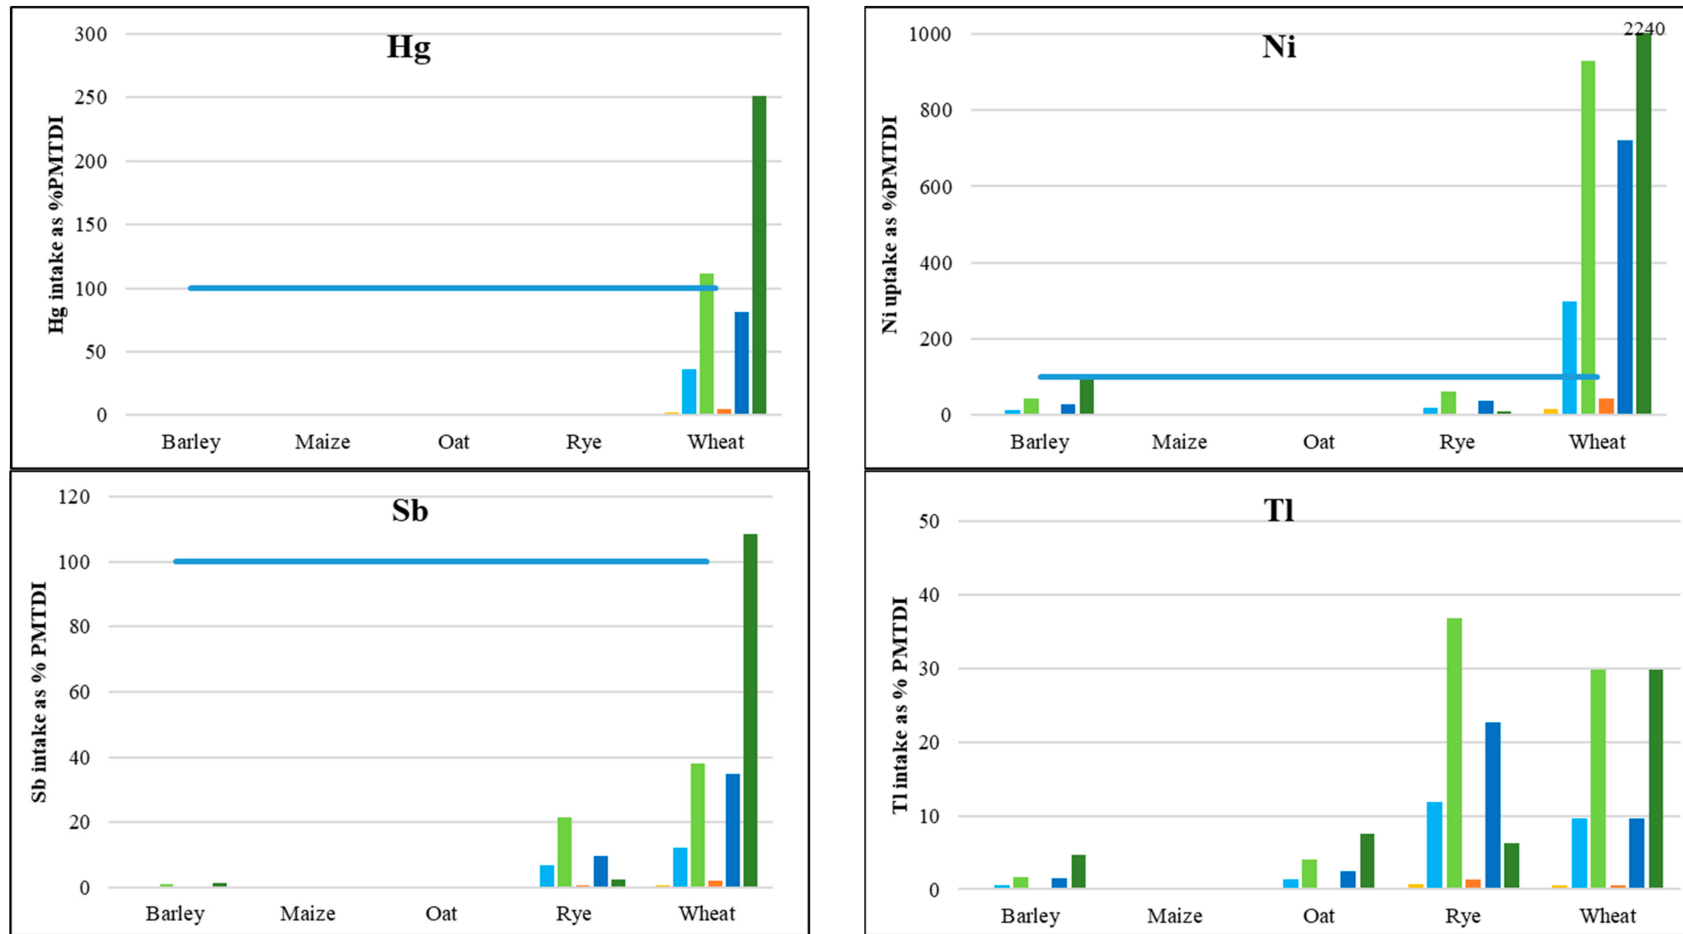 Hg
Hg intake as %PMTDI
300
250
200
150
100
50
0
Barley Maize Oat Rye Wheat
Ni
Ni uptake as %PMTDI
2240
1000
800
600
400
200
0
Barley Maize Oat Rye Wheat
Sb
Sb intake as % PMTDI
120
100
80
60
40
20
0
Barley Maize Oat Rye Wheat
Tl
Tl intake as % PMTDI
50
40
30
20
10
0
Barley Maize Oat Rye Wheat